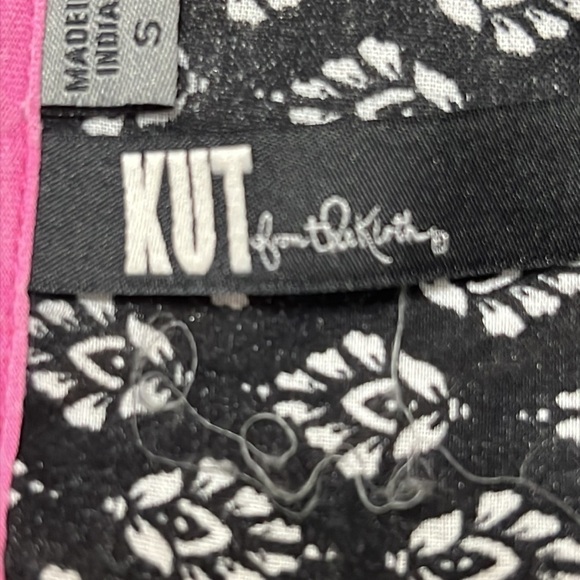 MADE I
INDIA
S
KUT from the Kloth